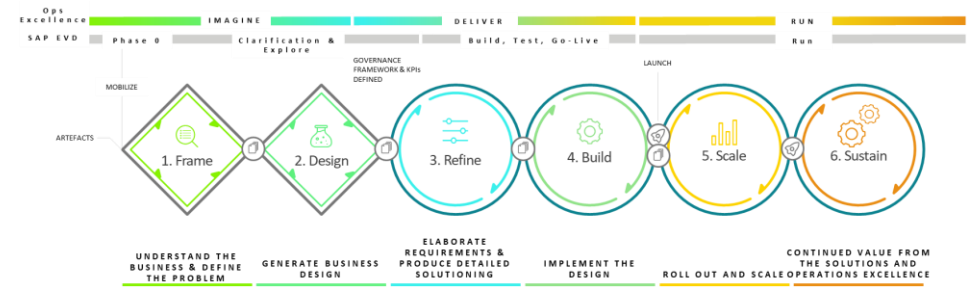 Ops
Excellence
IMAGINE
DELIVER
RUN
SAP EVD
Phase 0
Clarification &
Explore
Build, Test, Go-Live
Run
GOVERNANCE
FRAMEWORK & KPIs
DEFINED
LAUNCH
MOBILIZE
ARTEFACTS
1. Frame
2. Design
3. Refine
4. Build
5. Scale
6. Sustain
UNDERSTAND THE
BUSINESS & DEFINE
THE PROBLEM
GENERATE BUSINESS
DESIGN
ELABORATE
REQUIREMENTS &
PRODUCE DETAILED
SOLUTIONING
IMPLEMENT THE
DESIGN
ROLL OUT AND SCALE
CONTINUED VALUE FROM
THE SOLUTIONS AND
OPERATIONS EXCELLENCE